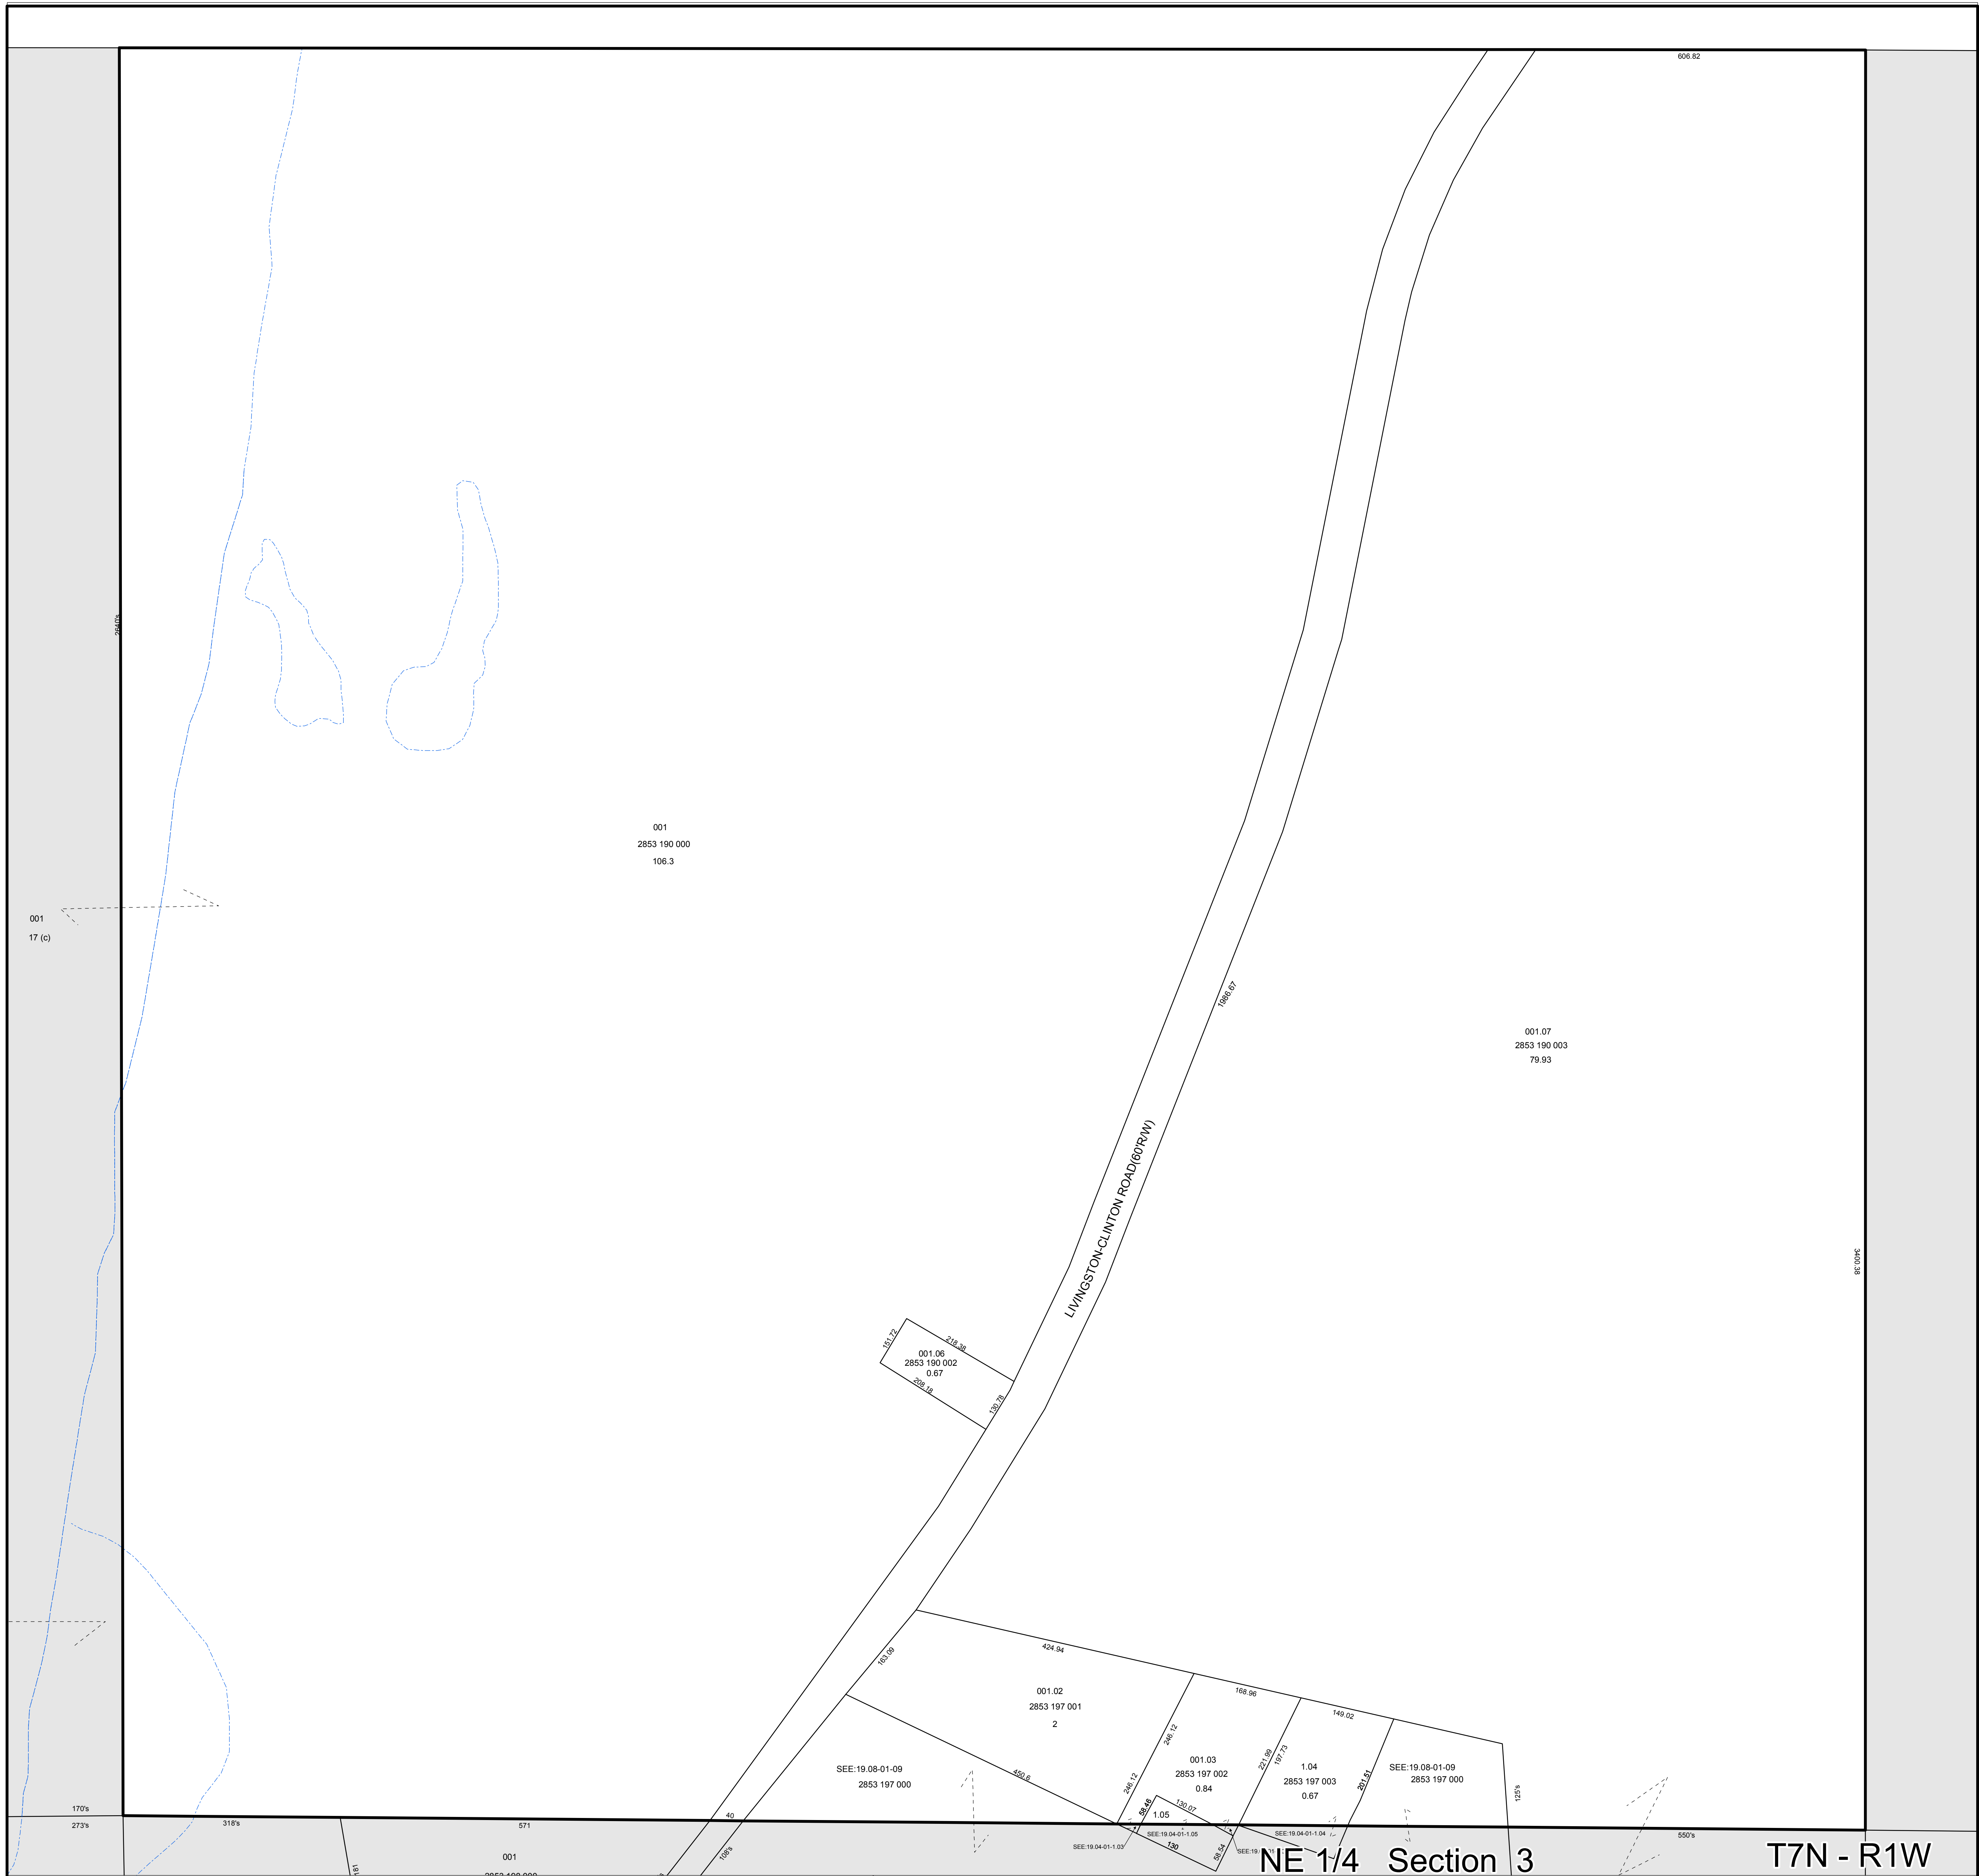 606.82
2640's
001
2853 190 000
106.3
001
17 (c)
1986.67
001.07
2853 190 003
79.93
LIVINGSTON-CLINTON ROAD(60'R/W)
3400.38
151.72
218.38
001.06
2853 190 002
0.67
208.18
130.78
424.94
163.09
001.02
2853 197 001
2
168.96
149.02
246.12
246.12
221.99
197.73
001.03
2853 197 002
0.84
1.04
2853 197 003
0.67
201.51
SEE:19.08-01-09
2853 197 000
SEE:19.08-01-09
2853 197 000
450.6
125's
58.46
130.07
1.05
170's
273's
318's
571
40
108's
181
SEE:19.04-01-1.03
SEE:19.04-01-1.05
SEE:19.04-01-1.04
130
58.54
550's
001
NE 1/4 Section 3
T7N - R1W